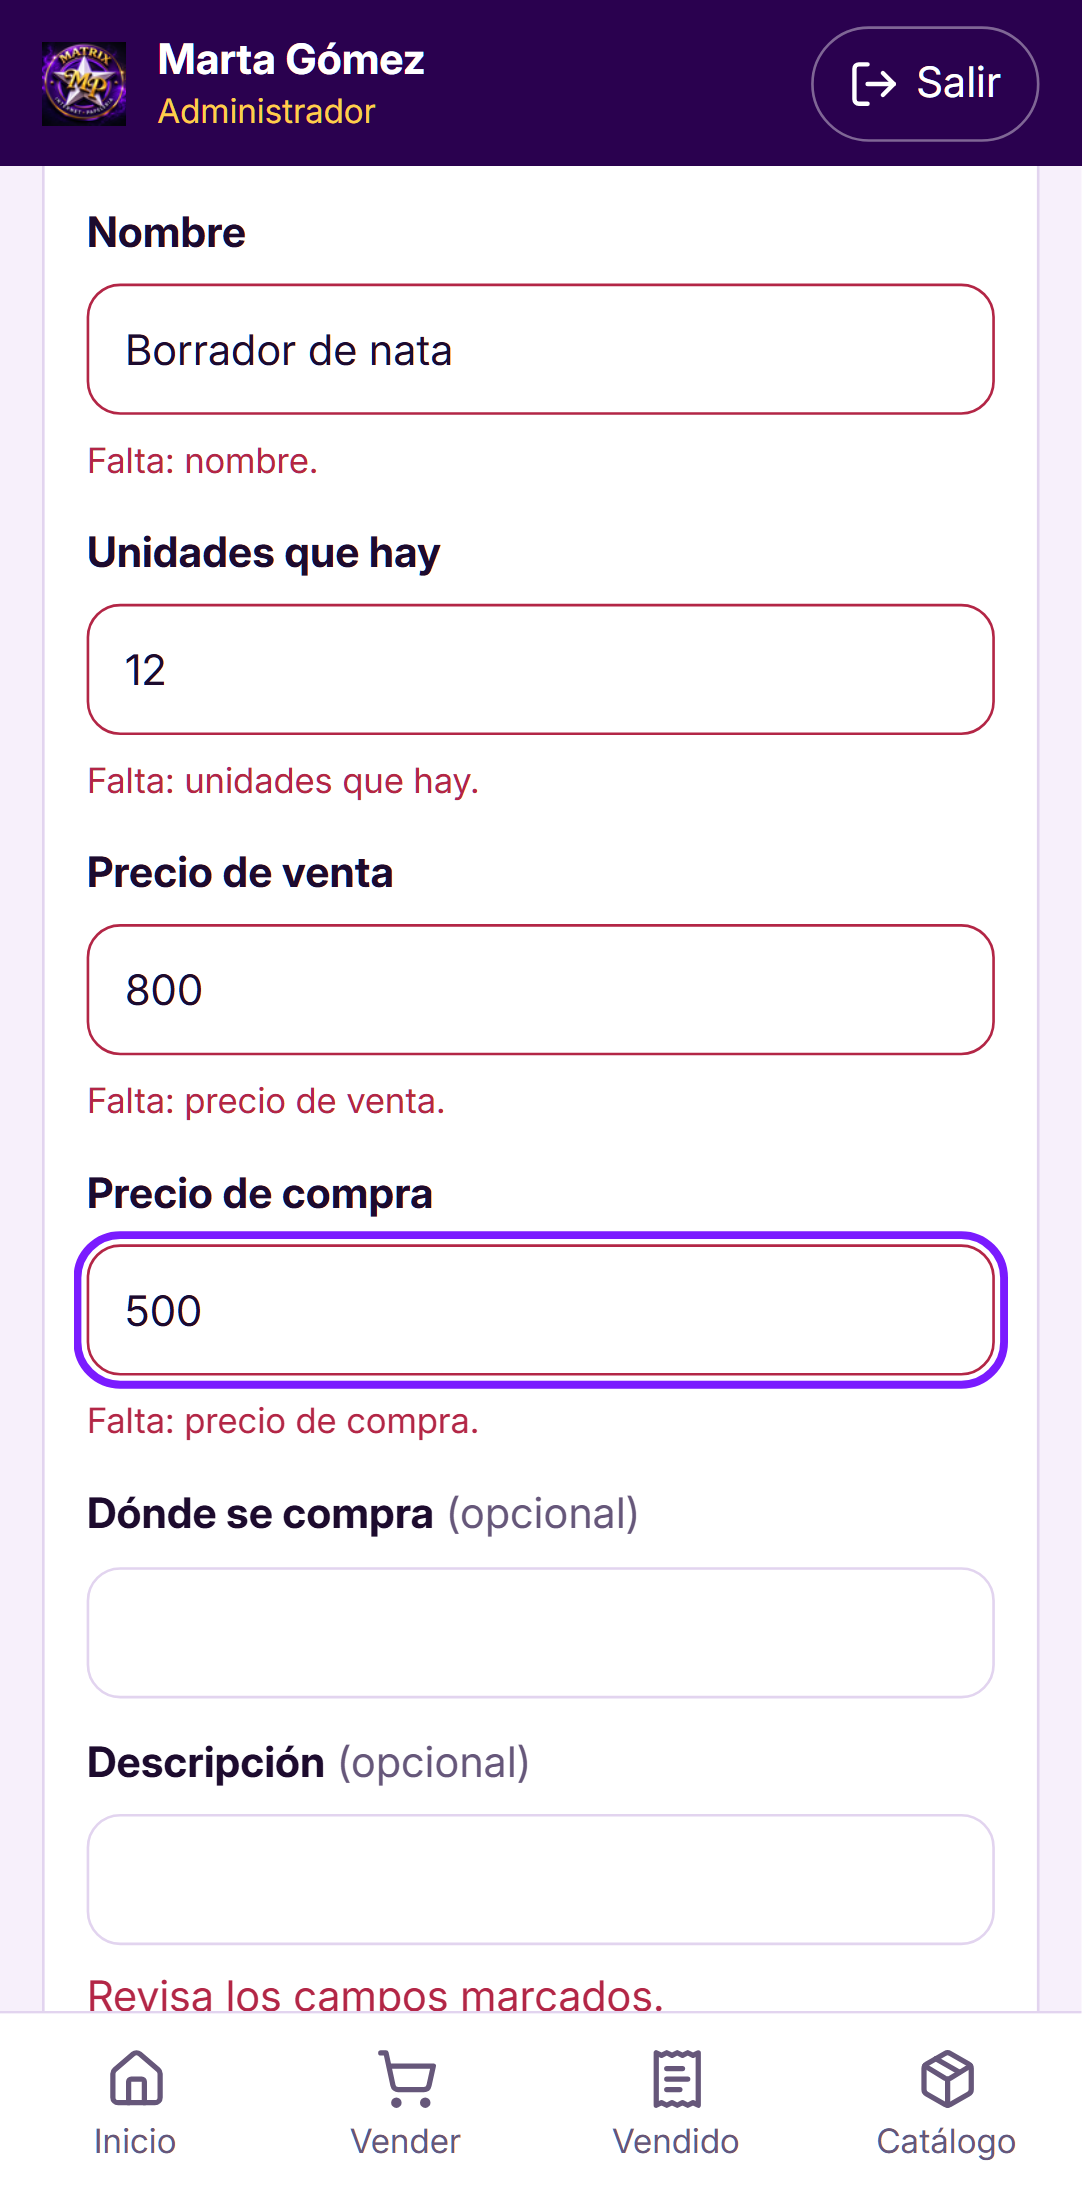 MATRIX
MP
Marta Gómez
Administrador
Salir
Nombre
Borrador de nata
Falta: nombre.
Unidades que hay
12
Falta: unidades que hay.
Precio de venta
800
Falta: precio de venta.
Precio de compra
500
Falta: precio de compra.
Dónde se compra (opcional)
Descripción (opcional)
Revisa los campos marcados.
Inicio
Vender
Vendido
Catálogo